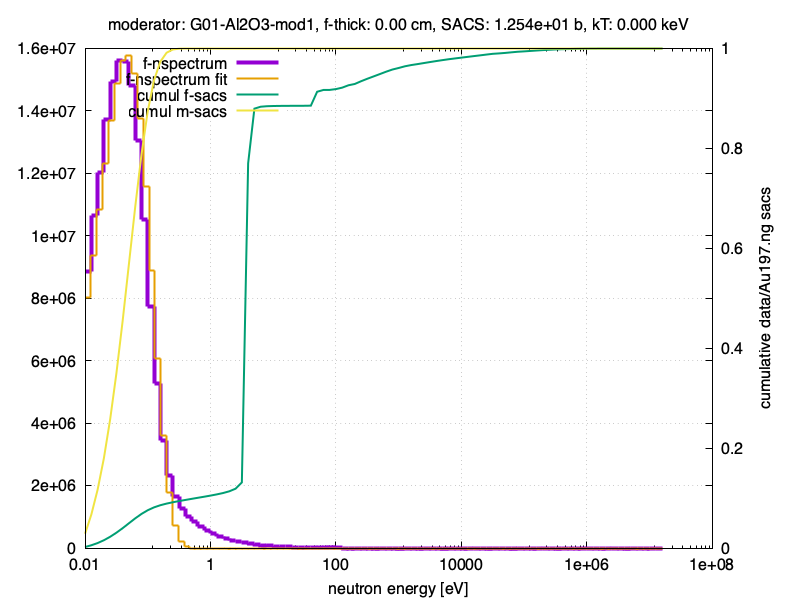 moderator: G01-Al2O3-mod1, f-thick: 0.00 cm, SACS: 1.254e+01 b, kT: 0.000 keV
1.6e+07
1.4e+07
1.2e+07
1e+07
8e+06
6e+06
4e+06
2e+06
0
f-nspectrum
f-hspectrum fit
cumul f-sacs
cumul m-sacs
1
0.8
0.6
0.4
0.2
0
cumulative data/Au197.ng sacs
0.01
1
100
10000
1e+06
1e+08
neutron energy [eV]